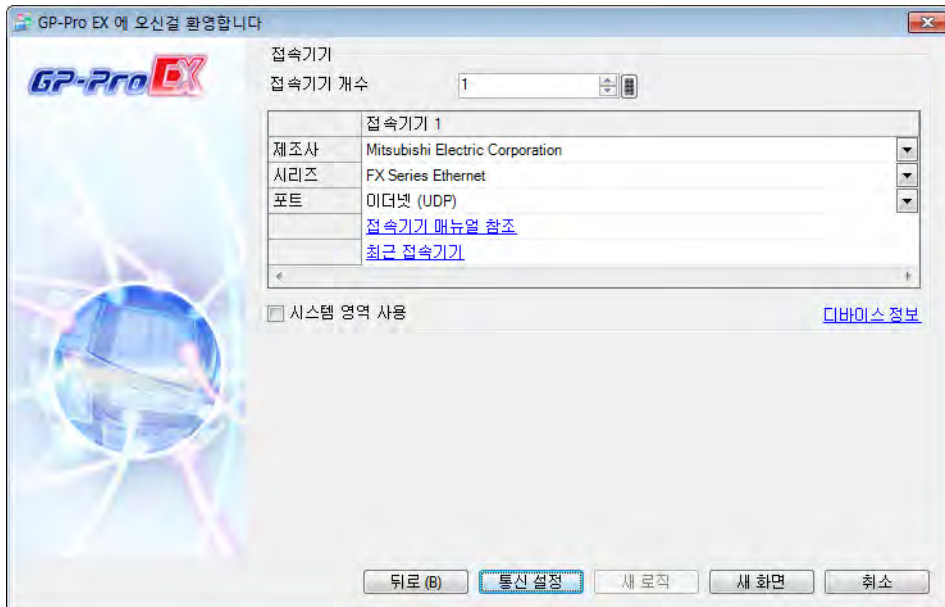 GP-Pro EX 에 오신걸 환영합니다
GP-Pro EX
접속기기
접속기기 개수 1
접속기기 1
제조사 Mitsubishi Electric Corporation
시리즈 FX Series Ethernet
포트 이더넷 (UDP)
접속기기 매뉴얼 참조
최근 접속기기
시스템 영역 사용 디바이스 정보
뒤로 (B) 통신 설정 새 로직 새 화면 취소